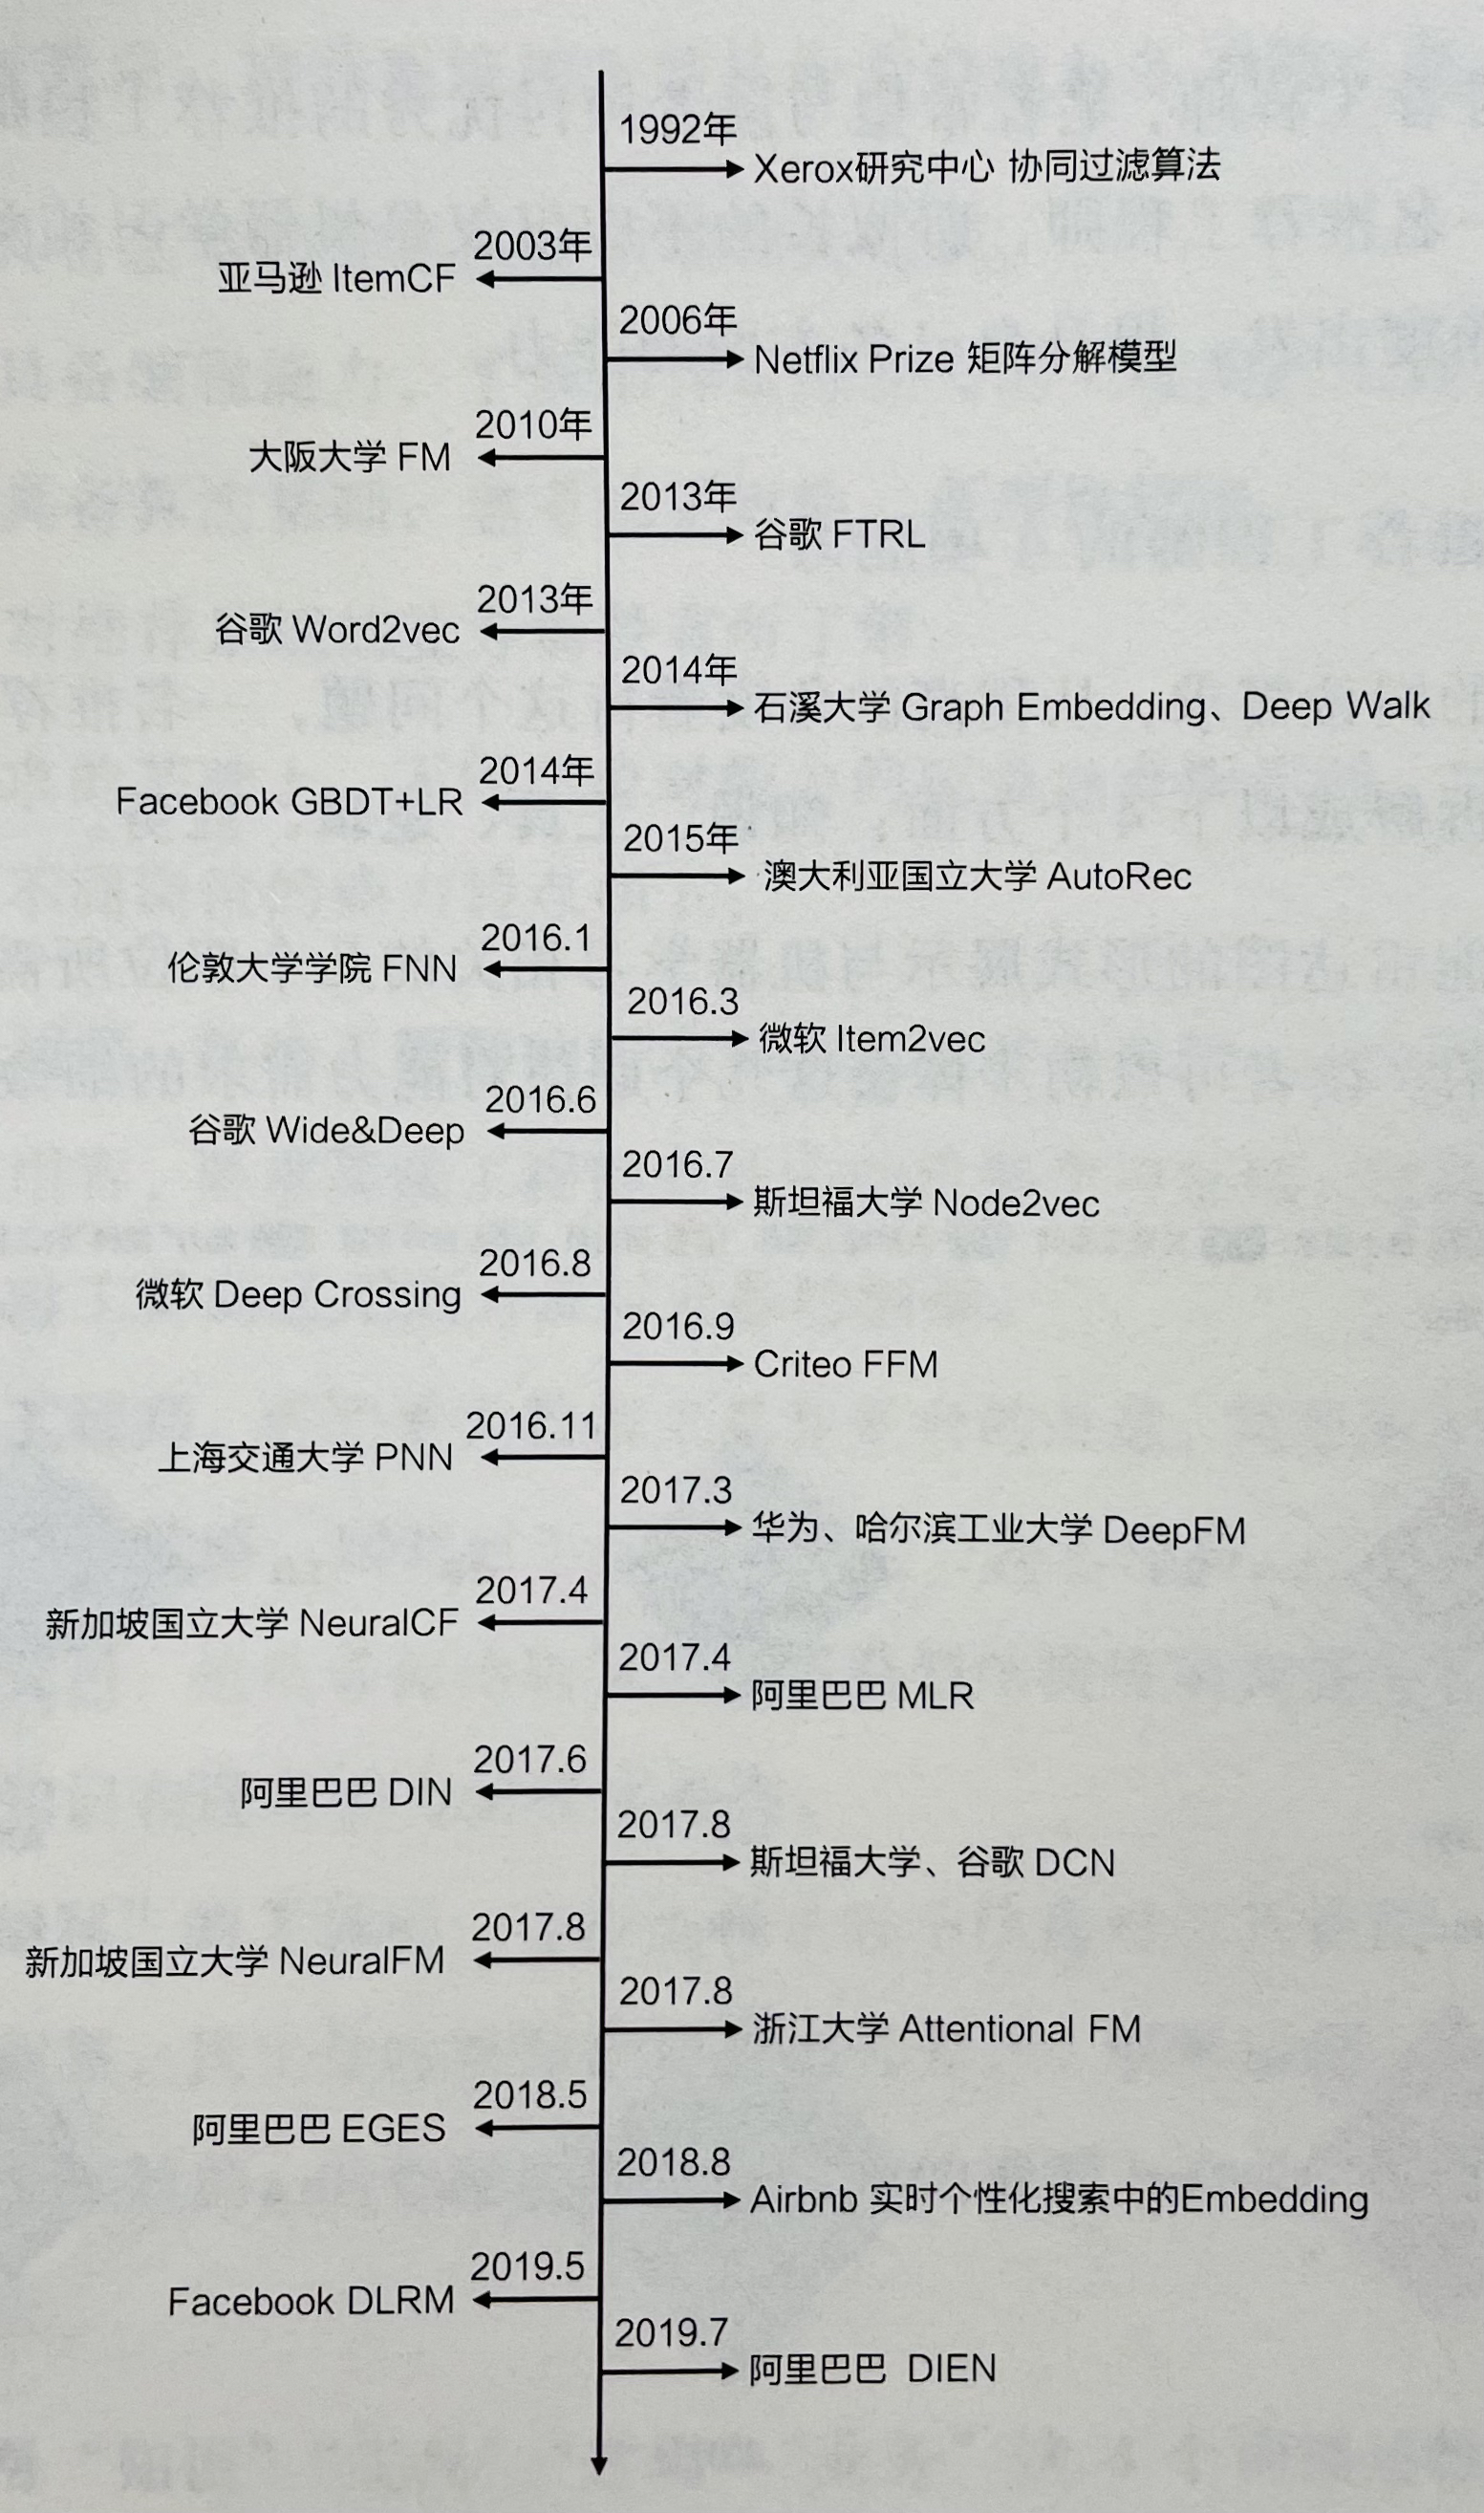 1992年
Xerox研究中心 协同过滤算法
2003年
亚马逊 ItemCF
2006年
Netflix Prize 矩阵分解模型
2010年
大阪大学 FM
2013年
谷歌 FTRL
2013年
谷歌 Word2vec
2014年
石溪大学 Graph Embedding、Deep Walk
2014年
Facebook GBDT+LR
2015年
澳大利亚国立大学 AutoRec
2016.1
伦敦大学学院 FNN
2016.3
微软 Item2vec
2016.6
谷歌 Wide&Deep
2016.7
斯坦福大学 Node2vec
2016.8
微软 Deep Crossing
2016.9
Criteo FFM
2016.11
上海交通大学 PNN
2017.3
华为、哈尔滨工业大学 DeepFM
2017.4
新加坡国立大学 NeuralCF
2017.4
阿里巴巴 MLR
2017.6
阿里巴巴 DIN
2017.8
斯坦福大学、谷歌 DCN
2017.8
新加坡国立大学 NeuralFM
2017.8
浙江大学 Attentional FM
2018.5
阿里巴巴 EGES
2018.8
Airbnb 实时个性化搜索中的Embedding
2019.5
Facebook DLRM
2019.7
阿里巴巴 DIEN